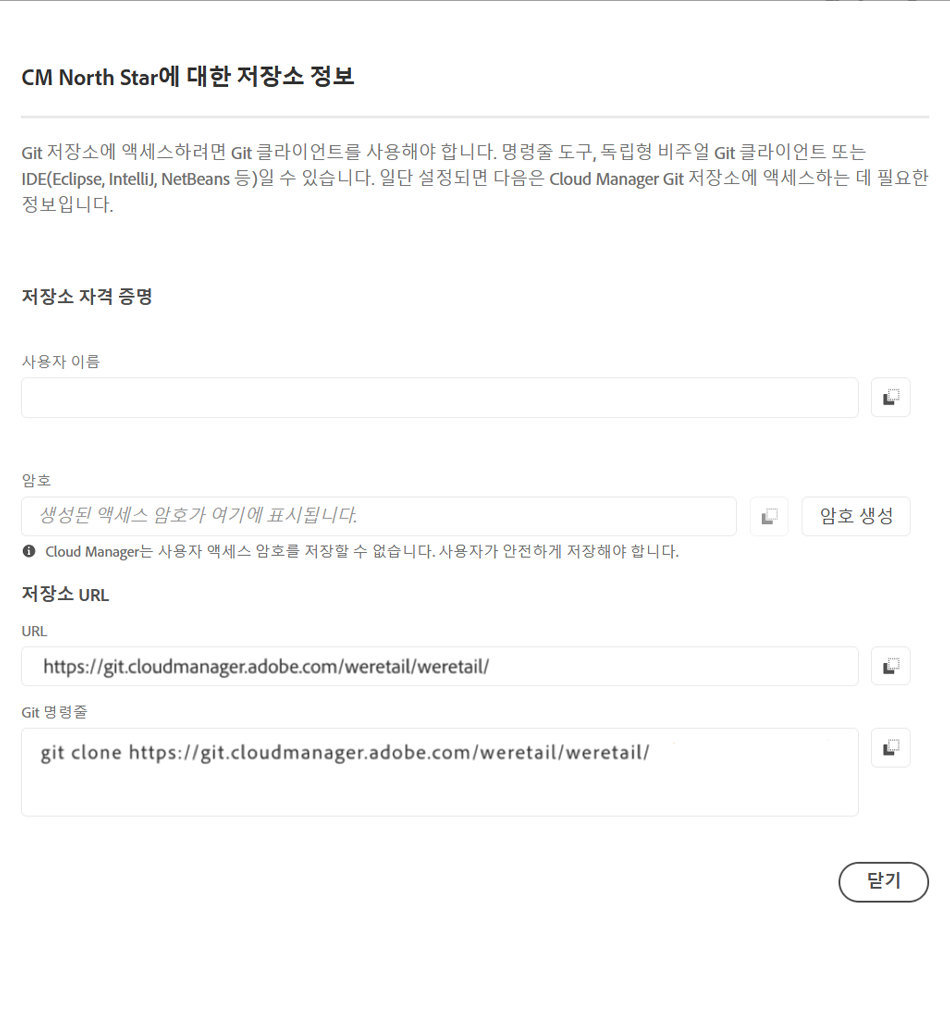 CM North Star에 대한 저장소 정보
Git 저장소에 액세스하려면 Git 클라이언트를 사용해야 합니다. 명령줄 도구, 독립형 비주얼 Git 클라이언트 또는
IDE(Eclipse, IntelliJ, NetBeans 등)일 수 있습니다. 일단 설정되면 다음은 Cloud Manager Git 저장소에 액세스하는 데 필요한
정보입니다.
저장소 자격 증명
사용자 이름
암호
생성된 액세스 암호가 여기에 표시됩니다.
암호 생성
Cloud Manager는 사용자 액세스 암호를 저장할 수 없습니다. 사용자가 안전하게 저장해야 합니다.
저장소 URL
URL
https://git.cloudmanager.adobe.com/weretail/weretail/
Git 명령줄
git clone https://git.cloudmanager.adobe.com/weretail/weretail/
닫기